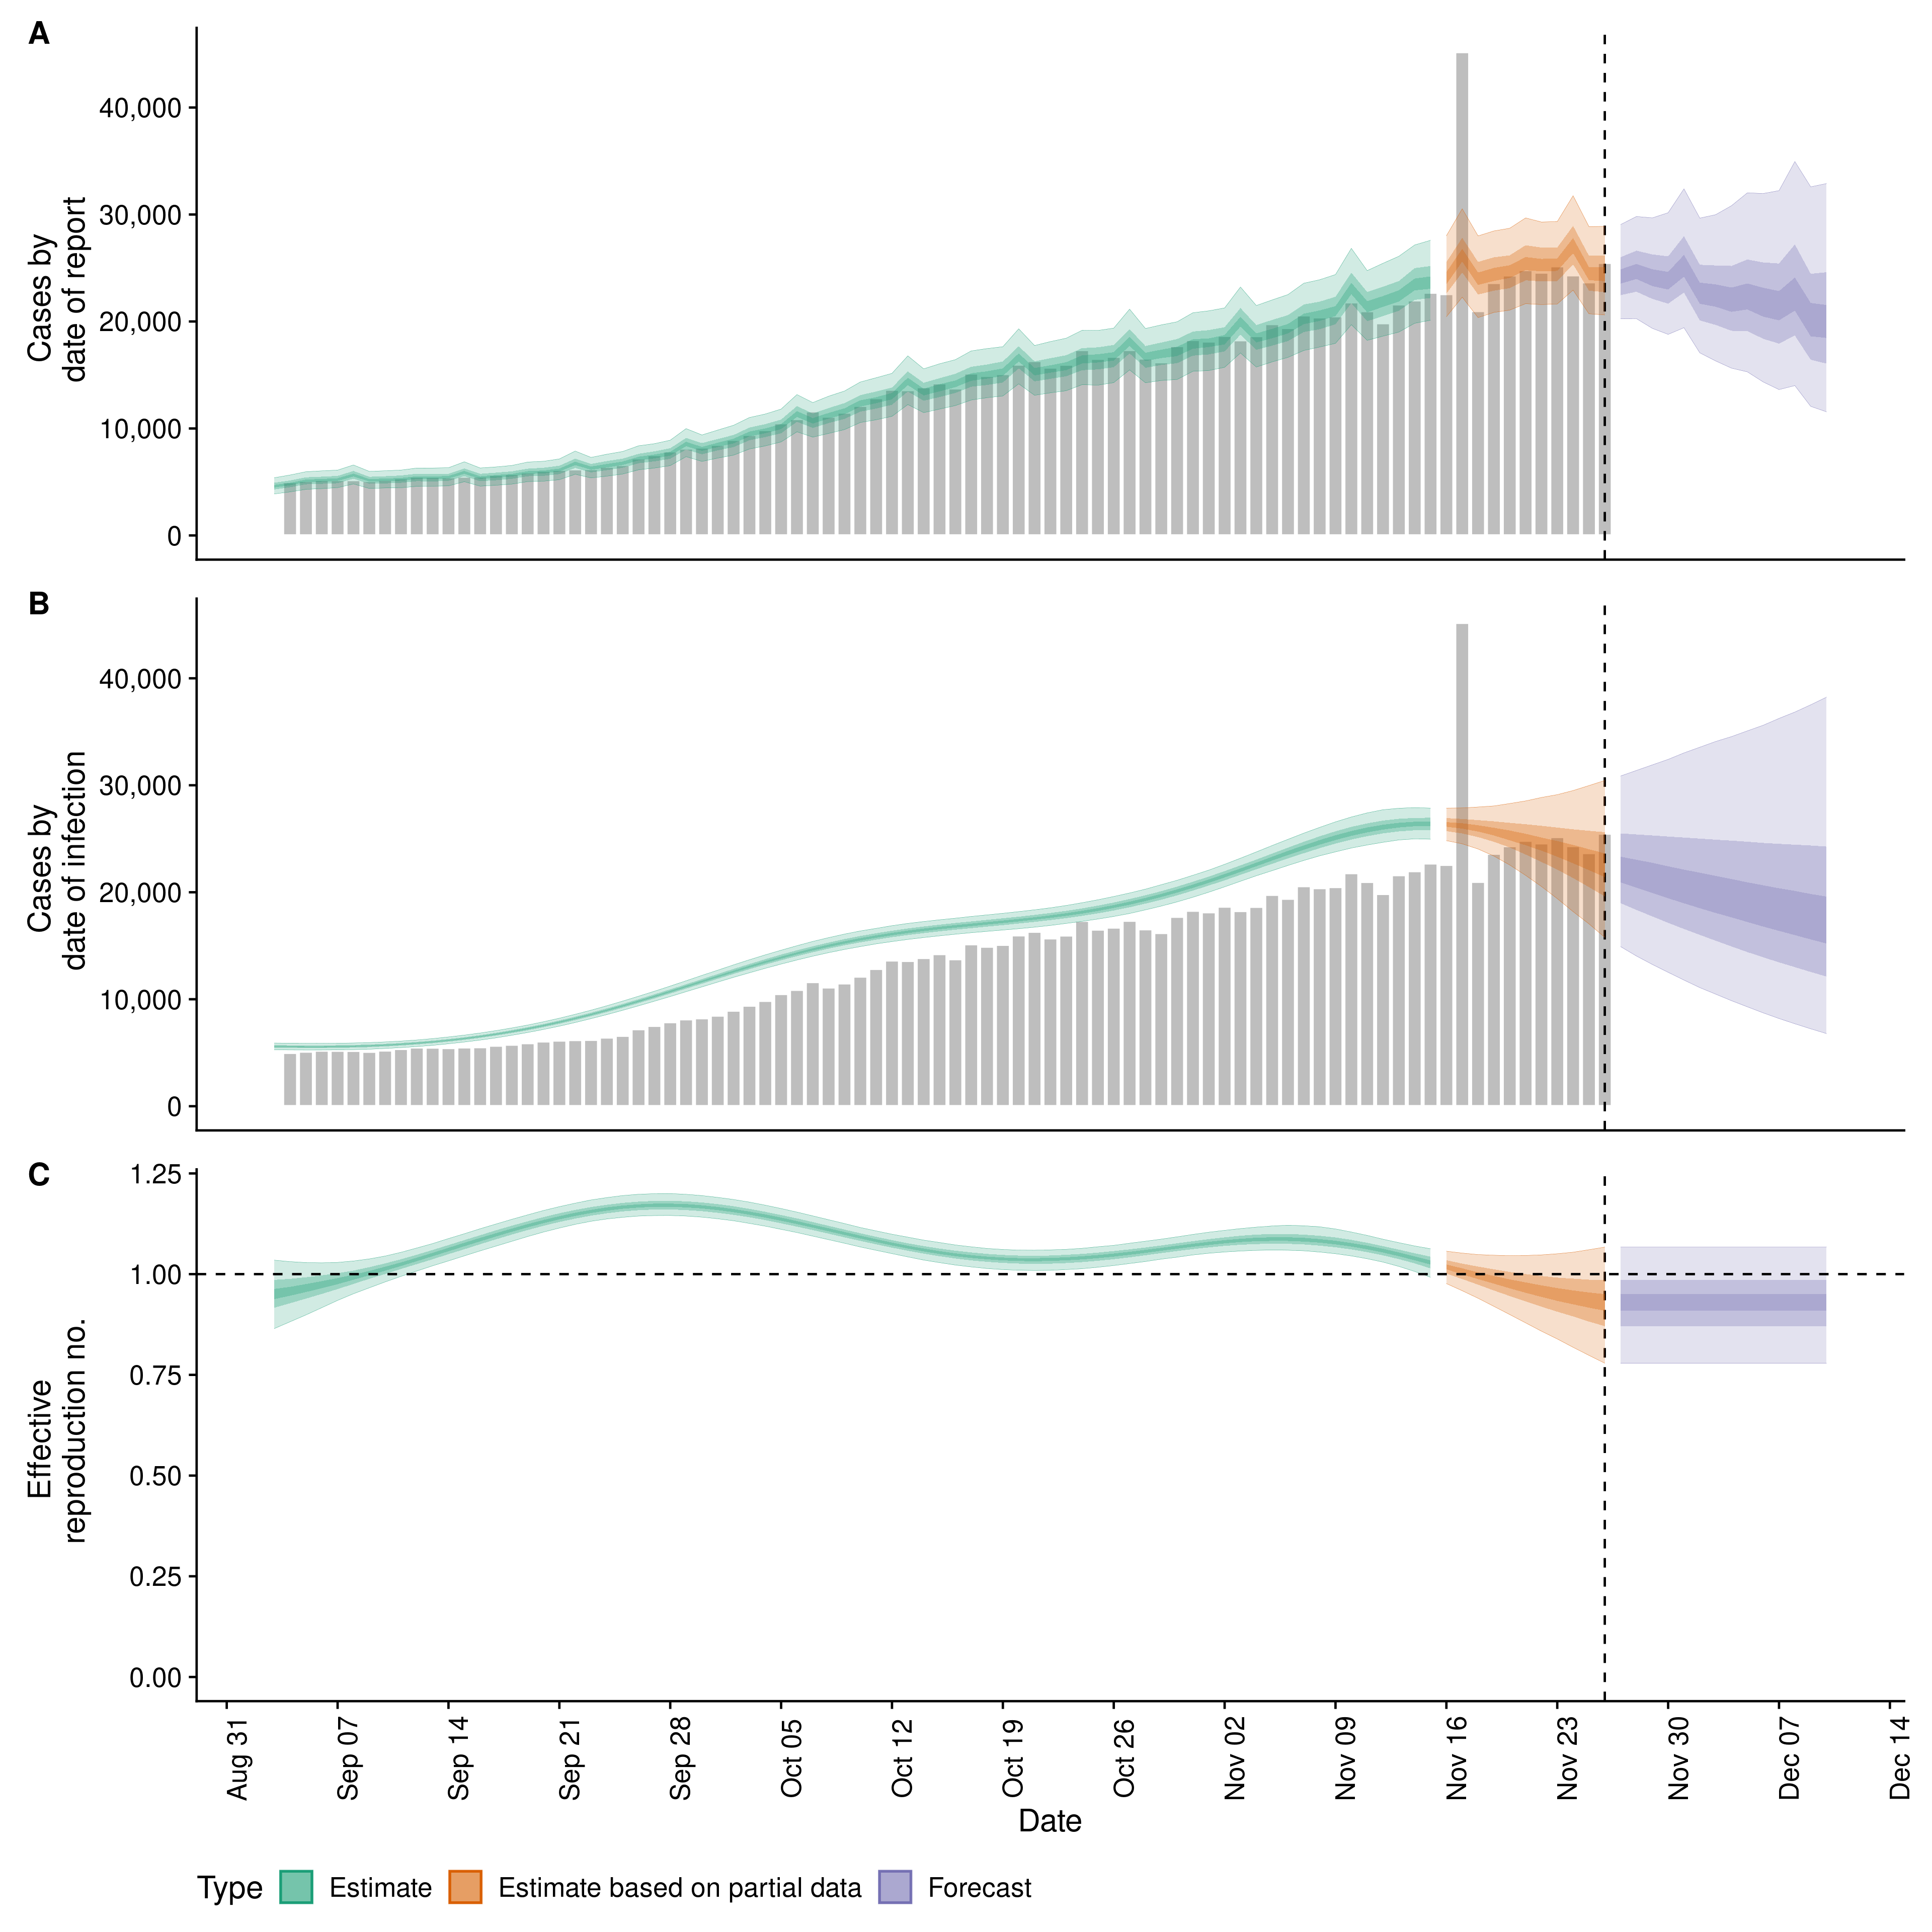 A
Cases by
date of report
40,000
30,000
20,000
10,000
0
B
Cases by
date of infection
40,000
30,000
20,000
10,000
0
C
Effective
reproduction no.
1.25
1.00
0.75
0.50
0.25
0.00
Aug 31
Sep 07
Sep 14
Sep 21
Sep 28
Oct 05
Oct 12
Oct 19
Oct 26
Nov 02
Nov 09
Nov 16
Nov 23
Nov 30
Dec 07
Dec 14
Date
Type Estimate Estimate based on partial data Forecast